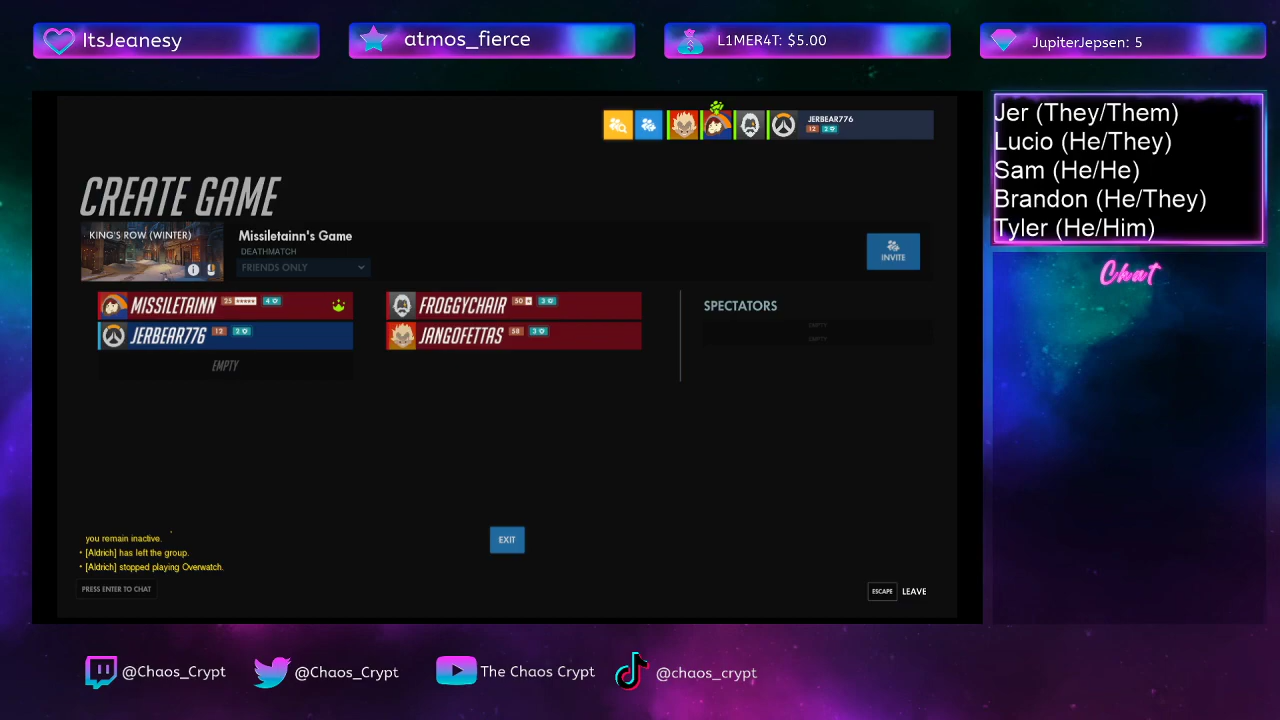 ItsJeanesy
atmos_fierce
L1MER4T: $5.00
JupiterJepsen: 5
JERBEAR776
12 2
Jer (They/Them)
Lucio (He/They)
Sam (He/He)
Brandon (He/They)
Tyler (He/Him)
Chat
CREATE GAME
KING'S ROW (WINTER)
Missiletainn's Game
DEATHMATCH
FRIENDS ONLY
INVITE
MISSILETAINN 25 4
FROGGYCHAIR 50 3
SPECTATORS
EMPTY
EMPTY
JERBEAR776 12 2
JANGOFETTAS 58 3
EMPTY
you remain inactive.
• [Aldrich] has left the group.
• [Aldrich] stopped playing Overwatch.
EXIT
PRESS ENTER TO CHAT
ESCAPE LEAVE
@Chaos_Crypt
@Chaos_Crypt
The Chaos Crypt
@chaos_crypt